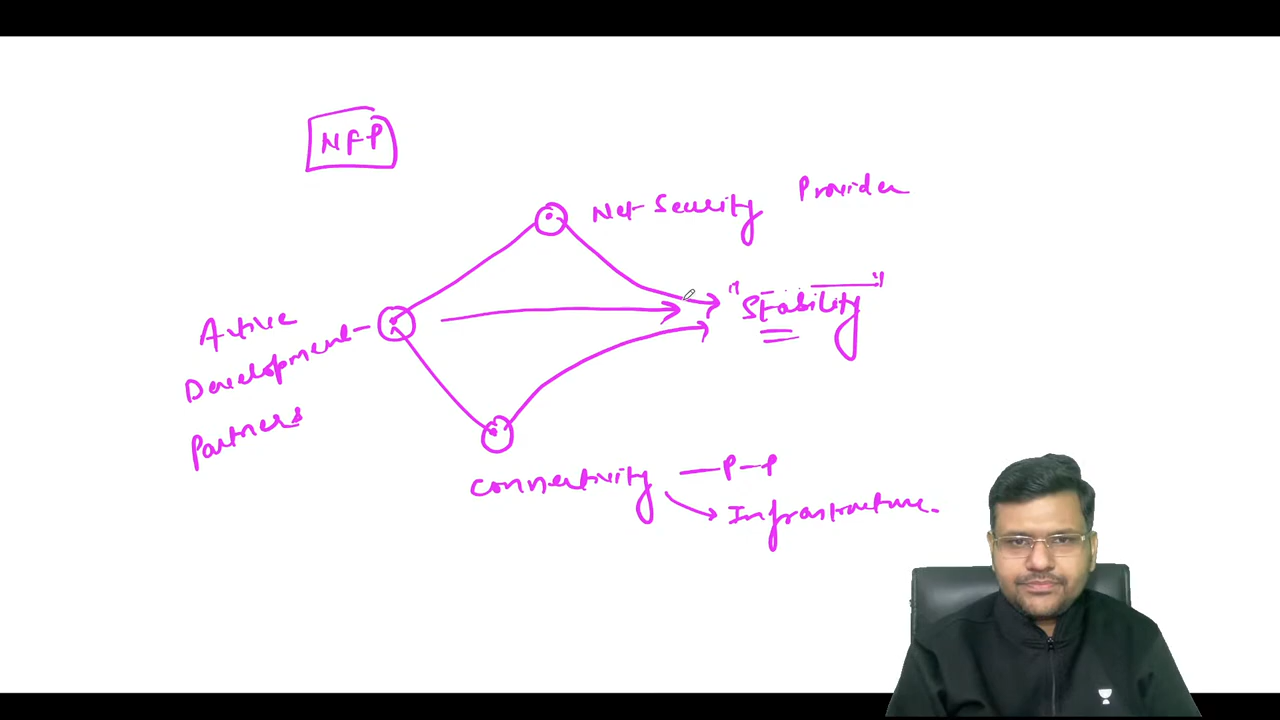 NFP
Net-Security Provider
"Stability"
Active
Development
Partners
Connectivity — P-P
Infrastructure.